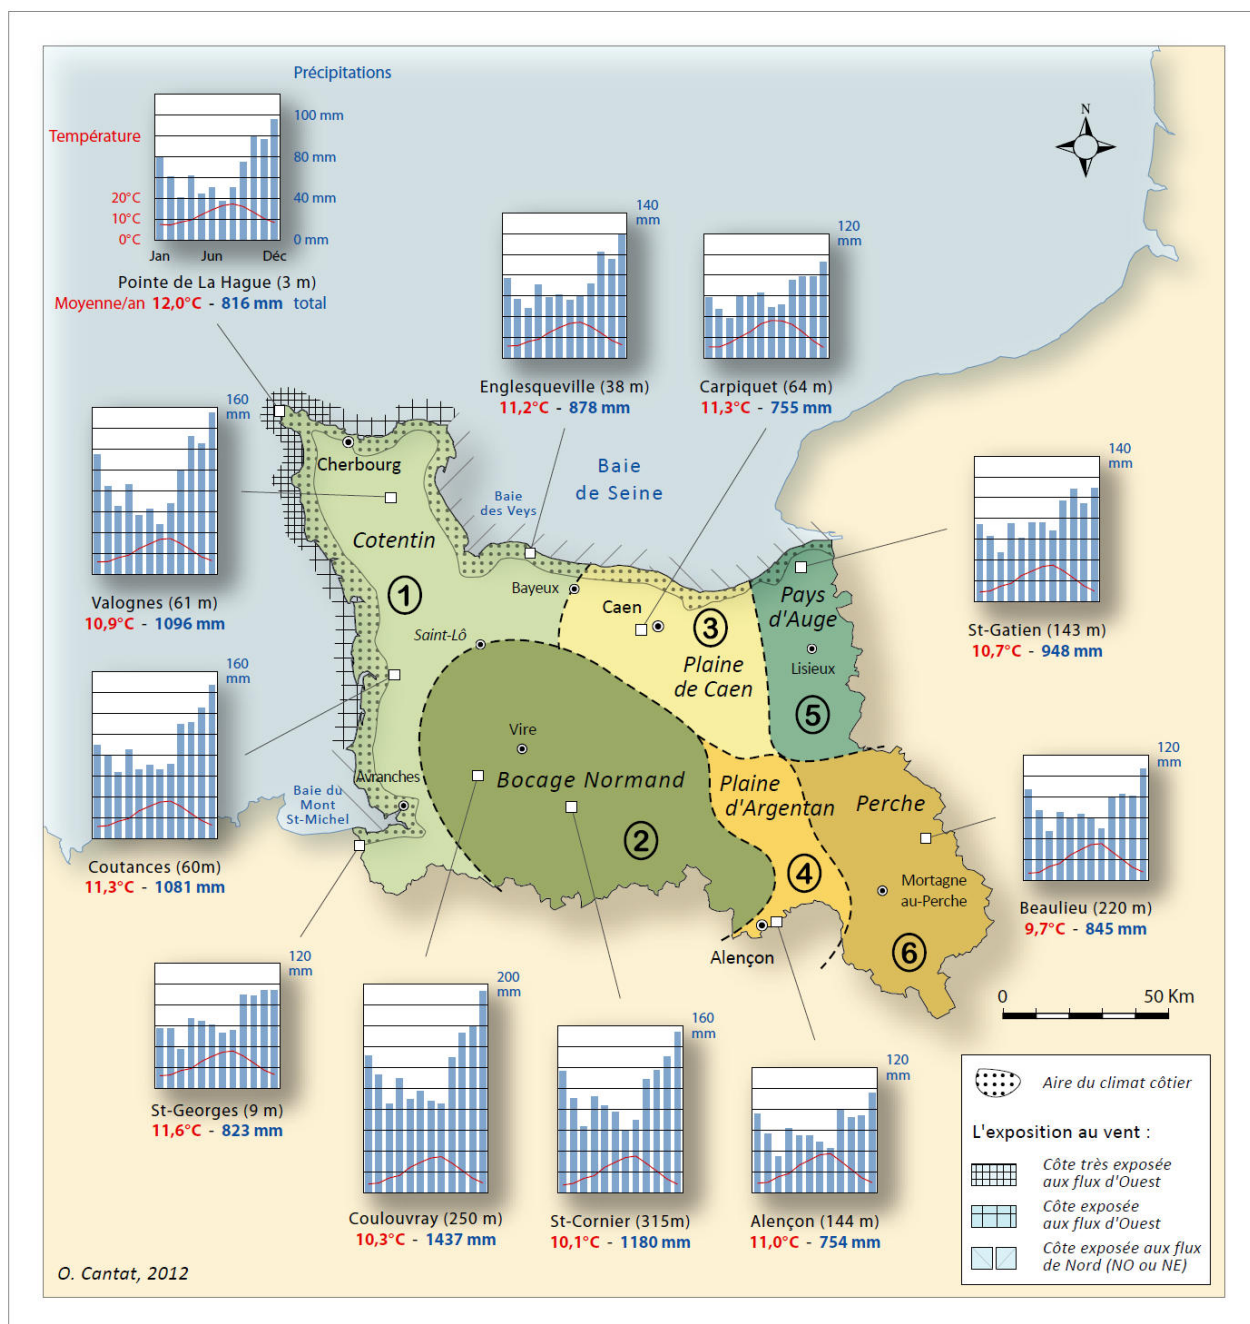 Précipitations
Température
100 mm
80 mm
40 mm
0 mm
20°C
10°C
0°C
Jan
Jun
Déc
Pointe de La Hague (3 m)
Moyenne/an 12,0°C - 816 mm total
140
mm
Englesqueville (38 m)
11,2°C - 878 mm
120
mm
Carpiquet (64 m)
11,3°C - 755 mm
N
160
mm
Valognes (61 m)
10,9°C - 1096 mm
140
mm
St-Gatien (143 m)
10,7°C - 948 mm
Cherbourg
Cotentin
1
Baie
de Seine
Baie
des Veys
Bayeux
Caen
Saint-Lô
3
Plaine
de Caen
Pays
d'Auge
Lisieux
5
160
mm
Coutances (60m)
11,3°C - 1081 mm
Vire
Bocage Normand
2
Avranches
Baie du
Mont
St-Michel
Plaine
d'Argentan
4
Perche
Mortagne
au-Perche
6
Alençon
120
mm
Beaulieu (220 m)
9,7°C - 845 mm
120
mm
St-Georges (9 m)
11,6°C - 823 mm
200
mm
Coulouvray (250 m)
10,3°C - 1437 mm
160
mm
St-Cornier (315m)
10,1°C - 1180 mm
120
mm
Alençon (144 m)
11,0°C - 754 mm
0
50 Km
Aire du climat côtier
L'exposition au vent :
Côte très exposée
aux flux d'Ouest
Côte exposée
aux flux d'Ouest
Côte exposée aux flux
de Nord (NO ou NE)
O. Cantat, 2012